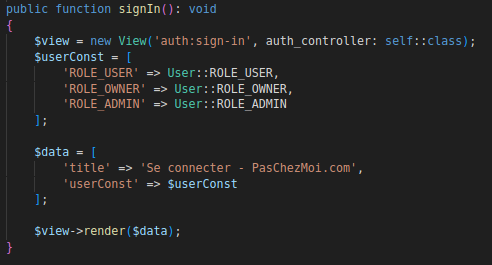 public function signIn(): void
{
    $view = new View('auth:sign-in', auth_controller: self::class);
    $userConst = [
        'ROLE_USER' => User::ROLE_USER,
        'ROLE_OWNER' => User::ROLE_OWNER,
        'ROLE_ADMIN' => User::ROLE_ADMIN
    ];

    $data = [
        'title' => 'Se connecter - PasChezMoi.com',
        'userConst' => $userConst
    ];

    $view->render($data);
}